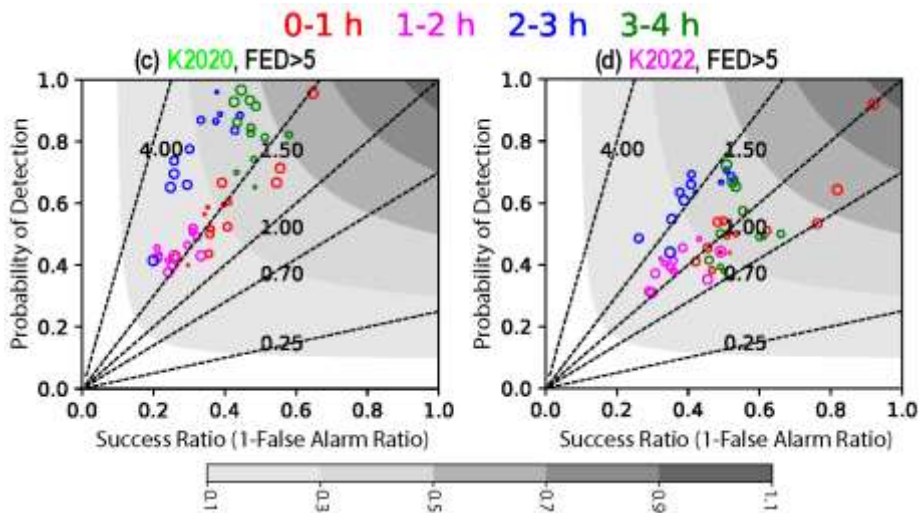 0-1 h 1-2 h 2-3 h 3-4 h
(c) K2020, FED>5
(d) K2022, FED>5
Probability of Detection
1.0
0.8
0.6
0.4
0.2
0.0
4.00
1.50
1.00
0.70
0.25
0.0 0.2 0.4 0.6 0.8 1.0
Success Ratio (1-False Alarm Ratio)
Probability of Detection
1.0
0.8
0.6
0.4
0.2
0.0
4.00
1.50
1.00
0.70
0.25
0.0 0.2 0.4 0.6 0.8 1.0
Success Ratio (1-False Alarm Ratio)
0.1 0.3 0.5 0.7 0.9 1.1